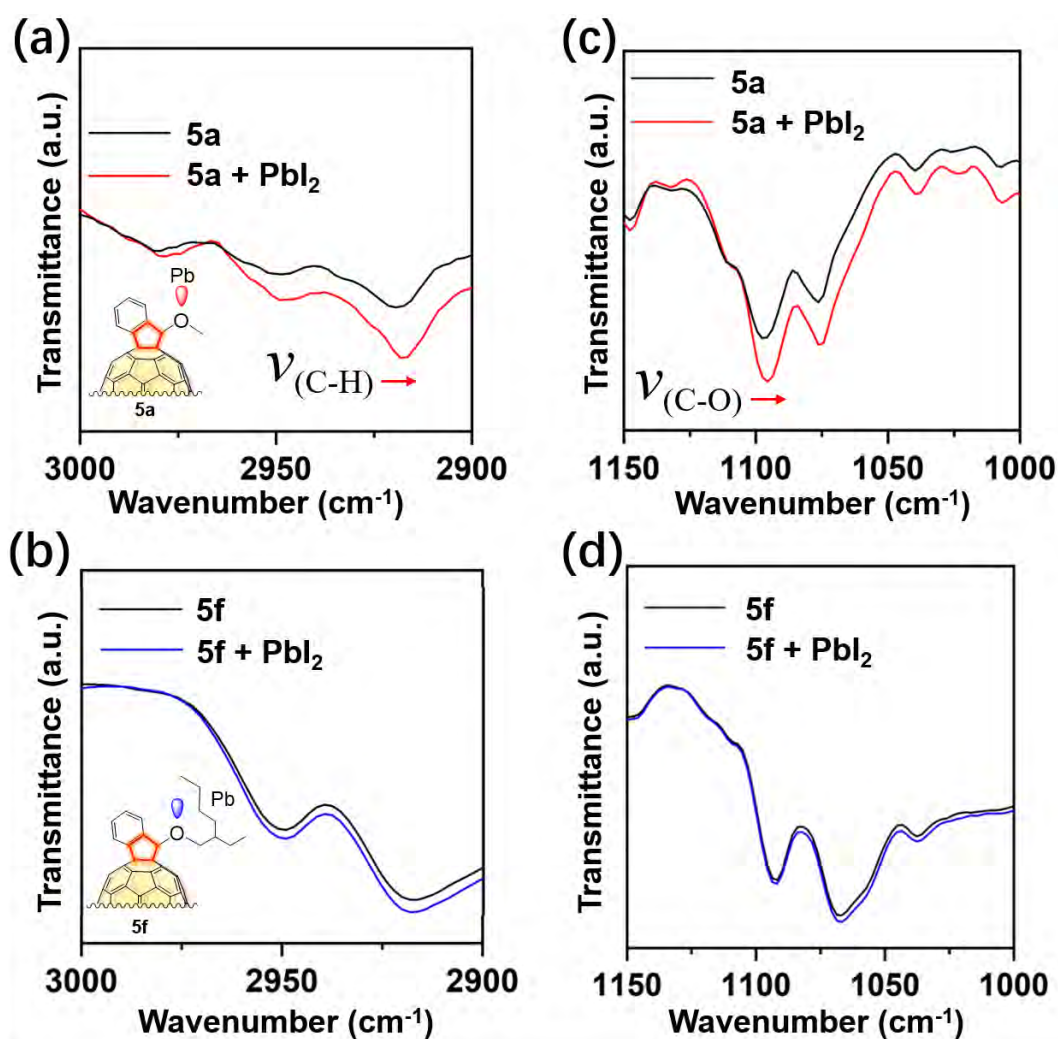 (a)
Transmittance (a.u.)
5a
5a + PbI₂
Pb
O
5a
ν(C-H)
3000 2950 2900
Wavenumber (cm⁻¹)
(c)
Transmittance (a.u.)
5a
5a + PbI₂
ν(C-O)
1150 1100 1050 1000
Wavenumber (cm⁻¹)
(b)
Transmittance (a.u.)
5f
5f + PbI₂
Pb
O
5f
3000 2950 2900
Wavenumber (cm⁻¹)
(d)
Transmittance (a.u.)
5f
5f + PbI₂
1150 1100 1050 1000
Wavenumber (cm⁻¹)